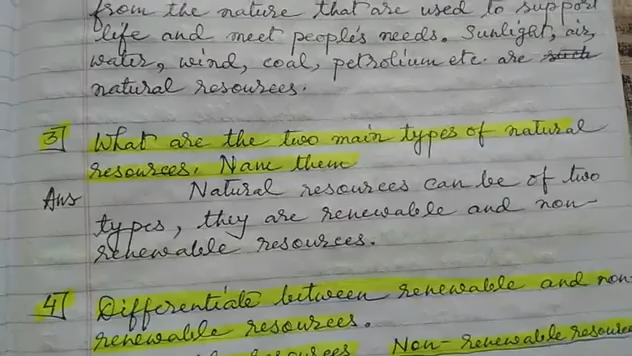 from the nature that are used to support
life and meet people's needs. Sunlight, air,
water, wind, coal, petrolium etc. are such
natural resources.
3] What are the two main types of natural
resources. Name them
Ans Natural resources can be of two
types, they are renewable and non-
renewable resources.
4] Differentiate between renewable and non-
renewable resources.
resources Non-renewable resource